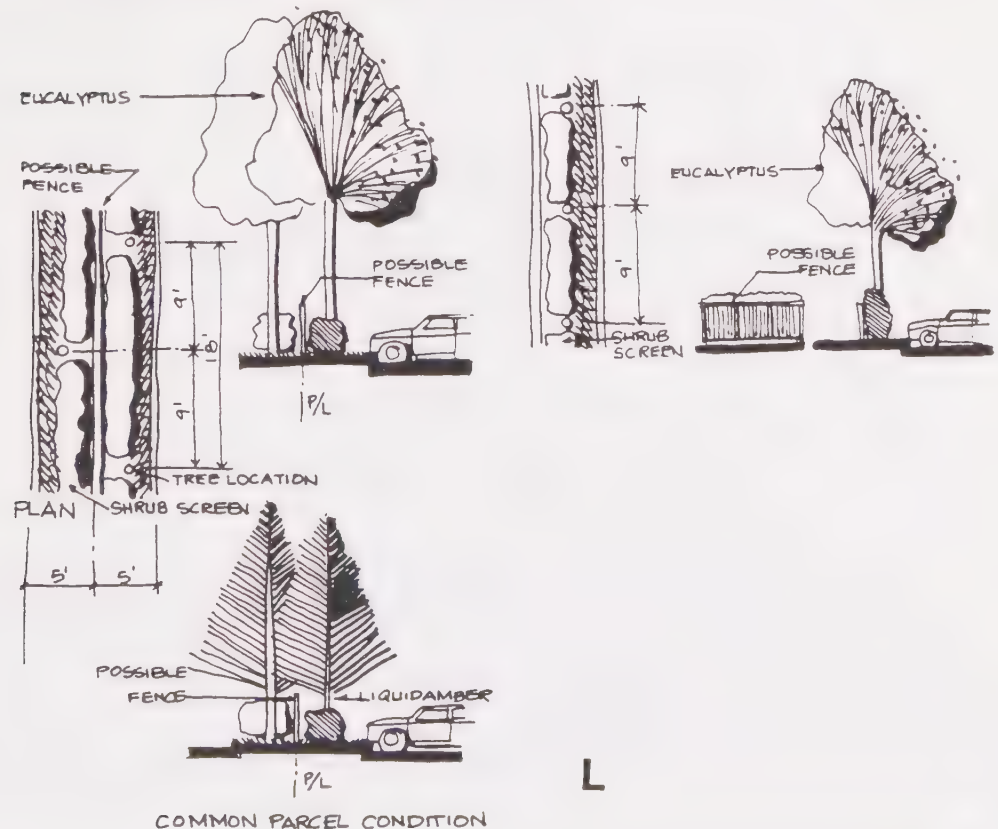 EUCALYPTUS
POSSIBLE
FENCE
POSSIBLE
FENCE
9'
18'
9'
P/L
TREE LOCATION
PLAN
SHRUB SCREEN
5'
5'
POSSIBLE
FENCE
LIQUIDAMBER
P/L
COMMON PARCEL CONDITION
9'
9'
EUCALYPTUS
POSSIBLE
FENCE
SHRUB
SCREEN
L